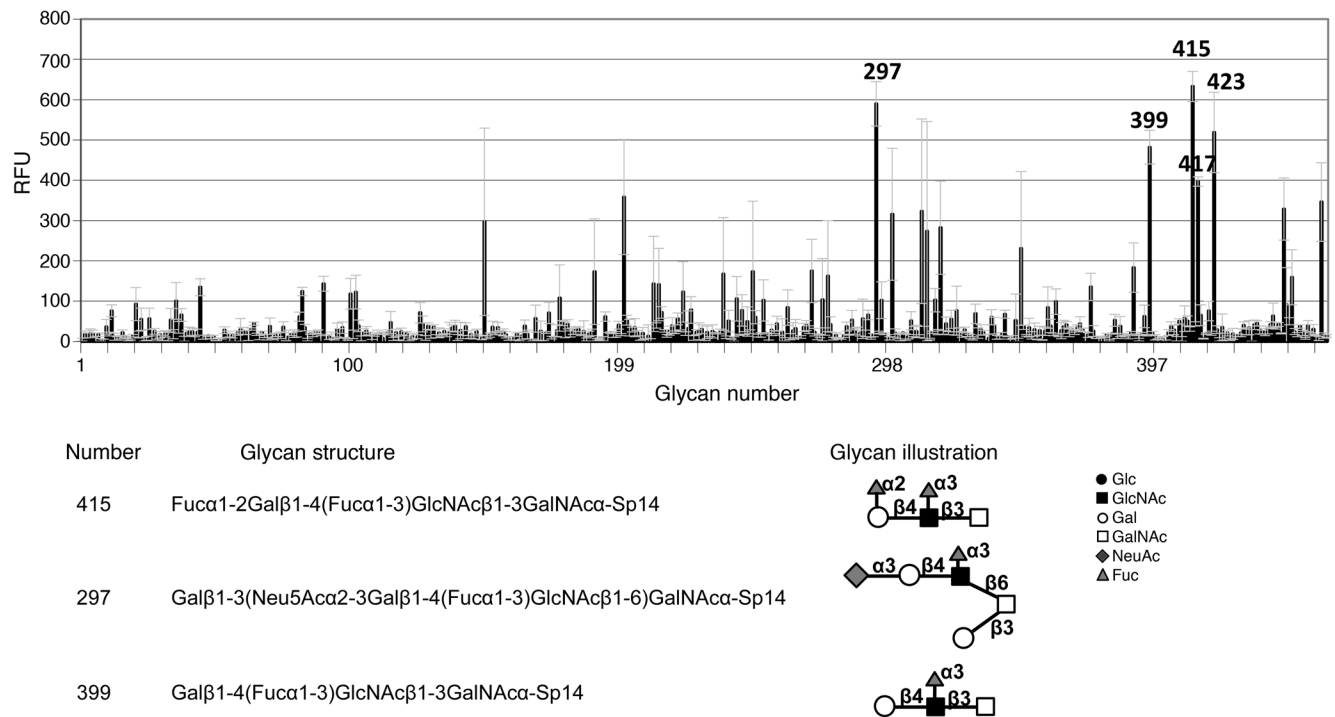 800
700
600
500
400
300
200
100
0
RFU
297
399
415
417
423
1 100 199 298 397
Glycan number
Number Glycan structure Glycan illustration
415 Fucα1-2Galβ1-4(Fucα1-3)GlcNAcβ1-3GalNAcα-Sp14
α2 α3
β4 β3
297 Galβ1-3(Neu5Acα2-3Galβ1-4(Fucα1-3)GlcNAcβ1-6)GalNAcα-Sp14
α3
α3 β4
β6
β3
399 Galβ1-4(Fucα1-3)GlcNAcβ1-3GalNAcα-Sp14
α3
β4 β3
Glc
GlcNAc
Gal
GalNAc
NeuAc
Fuc